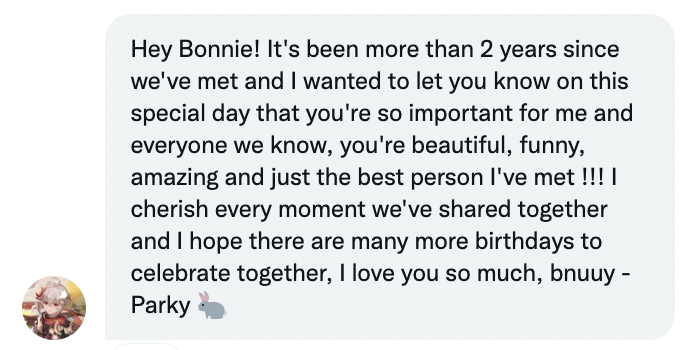 Hey Bonnie! It's been more than 2 years since
we've met and I wanted to let you know on this
special day that you're so important for me and
everyone we know, you're beautiful, funny,
amazing and just the best person I've met !!! I
cherish every moment we've shared together
and I hope there are many more birthdays to
celebrate together, I love you so much, bnuuy -
Parky 🐇